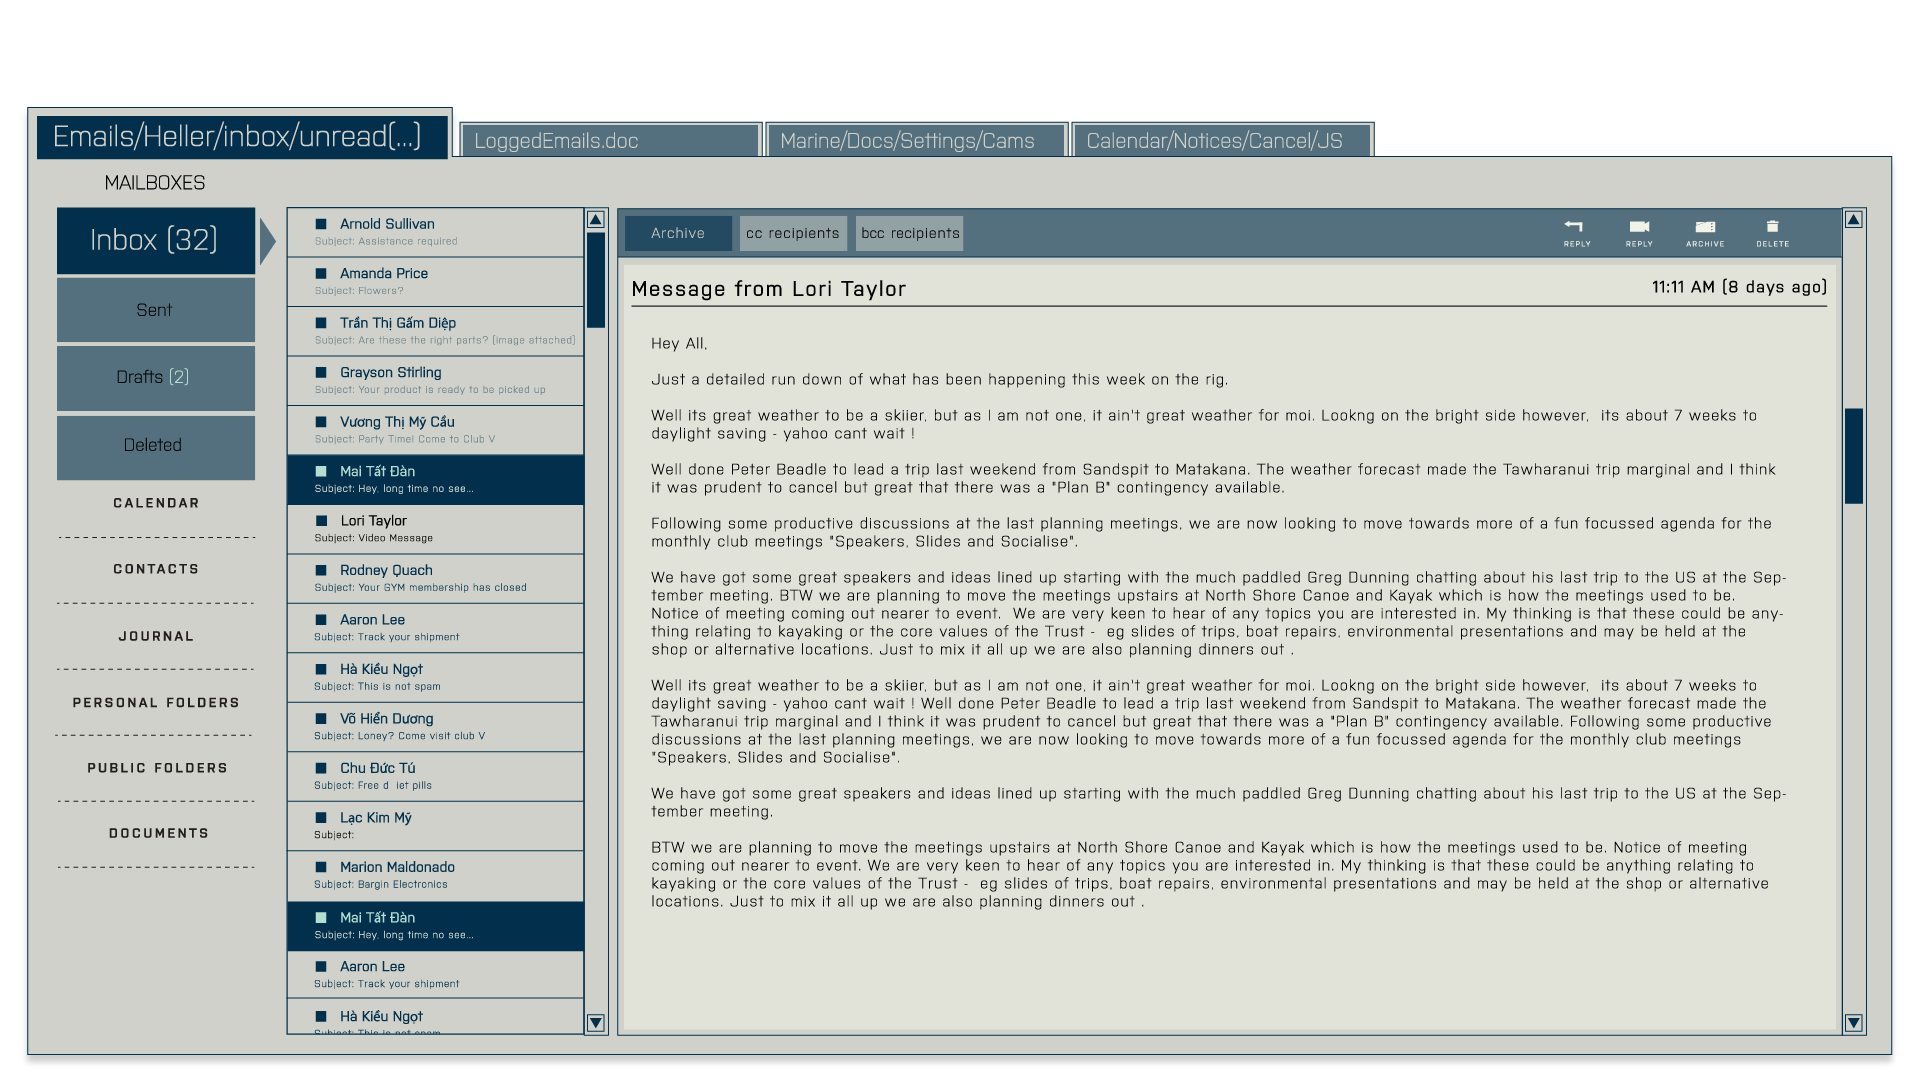 Emails/Heller/inbox/unread(...)
LoggedEmails.doc
Marine/Docs/Settings/Cams
Calendar/Notices/Cancel/JS
MAILBOXES
Inbox (32)
Sent
Drafts (2)
Deleted
CALENDAR
CONTACTS
JOURNAL
PERSONAL FOLDERS
PUBLIC FOLDERS
DOCUMENTS
Arnold Sullivan
Subject: Assistance required
Amanda Price
Subject: Flowers?
Trần Thị Gấm Diệp
Subject: Are these the right parts? (image attached)
Grayson Stirling
Subject: Your product is ready to be picked up
Vương Thị Mỹ Cầu
Subject: Party Time! Come to Club V
Mai Tất Đàn
Subject: Hey, long time no see...
Lori Taylor
Subject: Video Message
Rodney Quach
Subject: Your GYM membership has closed
Aaron Lee
Subject: Track your shipment
Hà Kiều Ngọt
Subject: This is not spam
Võ Hiển Dương
Subject: Loney? Come visit club V
Chu Đức Tú
Subject: Free d iet pills
Lạc Kim Mỹ
Subject:
Marion Maldonado
Subject: Bargin Electronics
Mai Tất Đàn
Subject: Hey, long time no see...
Aaron Lee
Subject: Track your shipment
Hà Kiều Ngọt
Subject: This is not spam
Archive
cc recipients
bcc recipients
REPLY
REPLY
ARCHIVE
DELETE
Message from Lori Taylor
11:11 AM (8 days ago)
Hey All,
Just a detailed run down of what has been happening this week on the rig.
Well its great weather to be a skiier, but as I am not one, it ain't great weather for moi. Lookng on the bright side however, its about 7 weeks to
daylight saving - yahoo cant wait !
Well done Peter Beadle to lead a trip last weekend from Sandspit to Matakana. The weather forecast made the Tawharanui trip marginal and I think
it was prudent to cancel but great that there was a "Plan B" contingency available.
Following some productive discussions at the last planning meetings, we are now looking to move towards more of a fun focussed agenda for the
monthly club meetings "Speakers, Slides and Socialise".
We have got some great speakers and ideas lined up starting with the much paddled Greg Dunning chatting about his last trip to the US at the Sep-
tember meeting. BTW we are planning to move the meetings upstairs at North Shore Canoe and Kayak which is how the meetings used to be.
Notice of meeting coming out nearer to event. We are very keen to hear of any topics you are interested in. My thinking is that these could be any-
thing relating to kayaking or the core values of the Trust - eg slides of trips, boat repairs, environmental presentations and may be held at the
shop or alternative locations. Just to mix it all up we are also planning dinners out .
Well its great weather to be a skiier, but as I am not one, it ain't great weather for moi. Lookng on the bright side however, its about 7 weeks to
daylight saving - yahoo cant wait ! Well done Peter Beadle to lead a trip last weekend from Sandspit to Matakana. The weather forecast made the
Tawharanui trip marginal and I think it was prudent to cancel but great that there was a "Plan B" contingency available. Following some productive
discussions at the last planning meetings, we are now looking to move towards more of a fun focussed agenda for the monthly club meetings
"Speakers, Slides and Socialise".
We have got some great speakers and ideas lined up starting with the much paddled Greg Dunning chatting about his last trip to the US at the Sep-
tember meeting.
BTW we are planning to move the meetings upstairs at North Shore Canoe and Kayak which is how the meetings used to be. Notice of meeting
coming out nearer to event. We are very keen to hear of any topics you are interested in. My thinking is that these could be anything relating to
kayaking or the core values of the Trust - eg slides of trips, boat repairs, environmental presentations and may be held at the shop or alternative
locations. Just to mix it all up we are also planning dinners out .